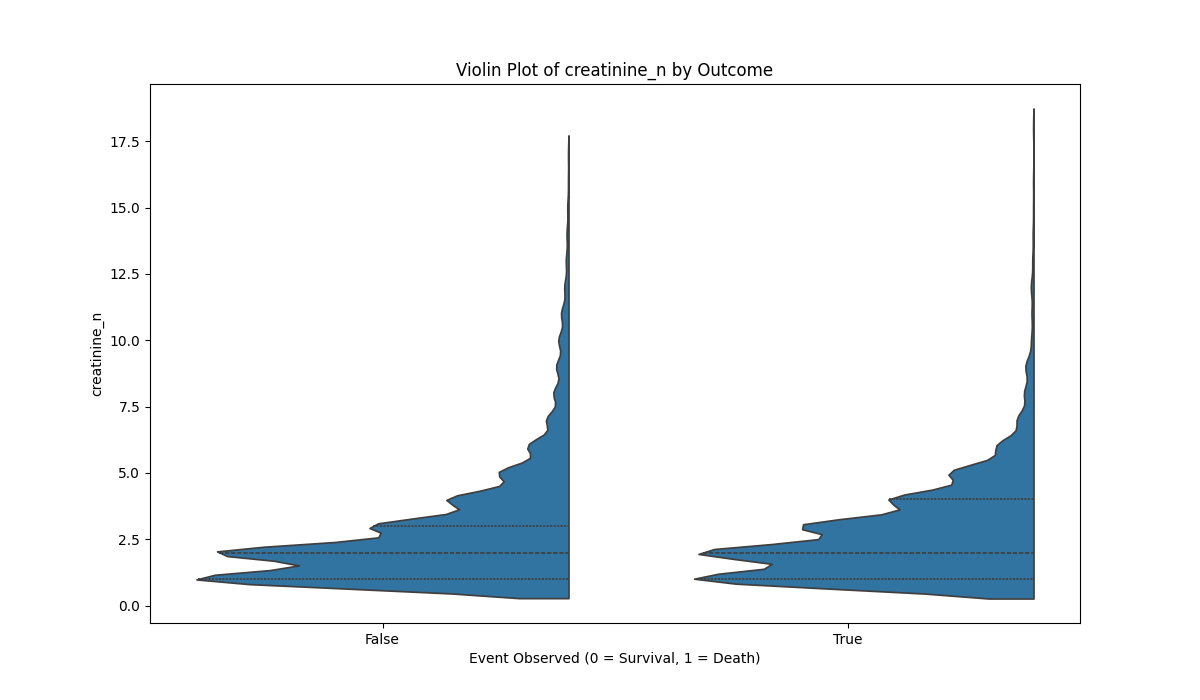 Violin Plot of creatinine_n by Outcome
creatinine_n
17.5
15.0
12.5
10.0
7.5
5.0
2.5
0.0
False True
Event Observed (0 = Survival, 1 = Death)